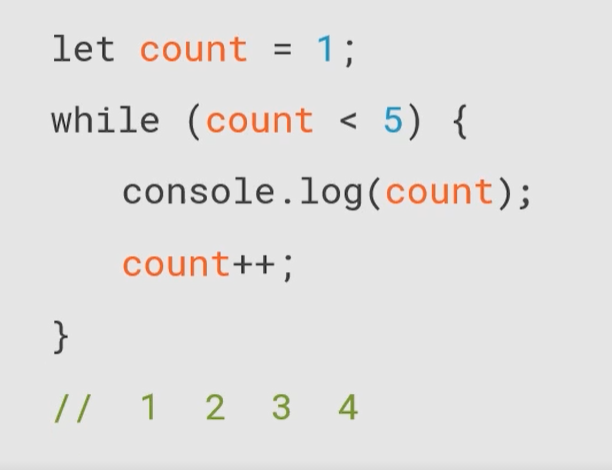 let count = 1;
while (count < 5) {
    console.log(count);
    count++;
}
// 1 2 3 4